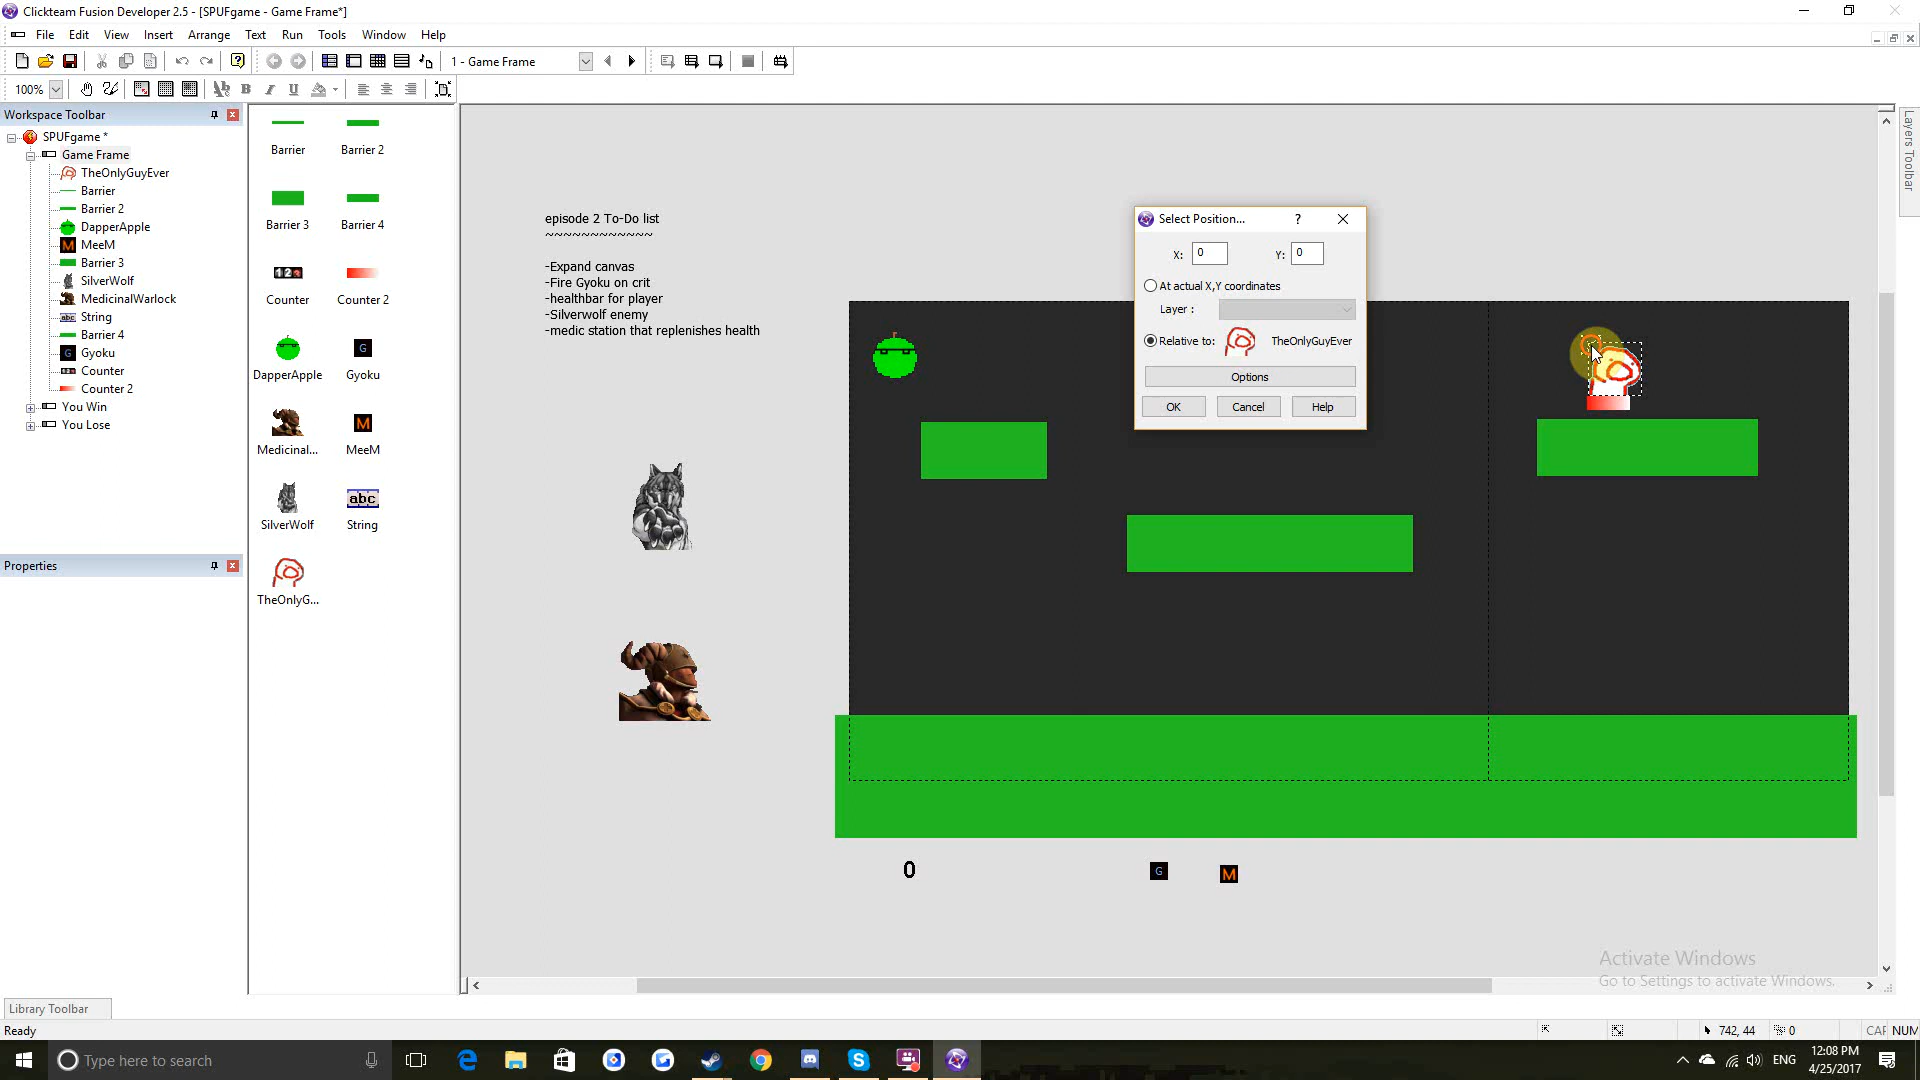 Clickteam Fusion Developer 2.5 - [SPUFgame - Game Frame*]
File Edit View Insert Arrange Text Run Tools Window Help
1 - Game Frame
100%
Workspace Toolbar
SPUFgame *
Game Frame
TheOnlyGuyEver
Barrier
Barrier 2
DapperApple
MeeM
Barrier 3
SilverWolf
MedicinalWarlock
String
Barrier 4
Gyoku
Counter
Counter 2
You Win
You Lose
Properties
Library Toolbar
Barrier Barrier 2
Barrier 3 Barrier 4
Counter Counter 2
DapperApple Gyoku
Medicinal... MeeM
SilverWolf String
TheOnlyG...
episode 2 To-Do list
~~~~~~~~~~~~
-Expand canvas
-Fire Gyoku on crit
-healthbar for player
-Silverwolf enemy
-medic station that replenishes health
Select Position...
X: 0 Y: 0
At actual X,Y coordinates
Layer :
Relative to: TheOnlyGuyEver
Options
OK Cancel Help
0 G M
Layers Toolbar
Activate Windows
Go to Settings to activate Windows.
Ready 742, 44 0 CAP NUM
Type here to search
ENG 12:08 PM
4/25/2017